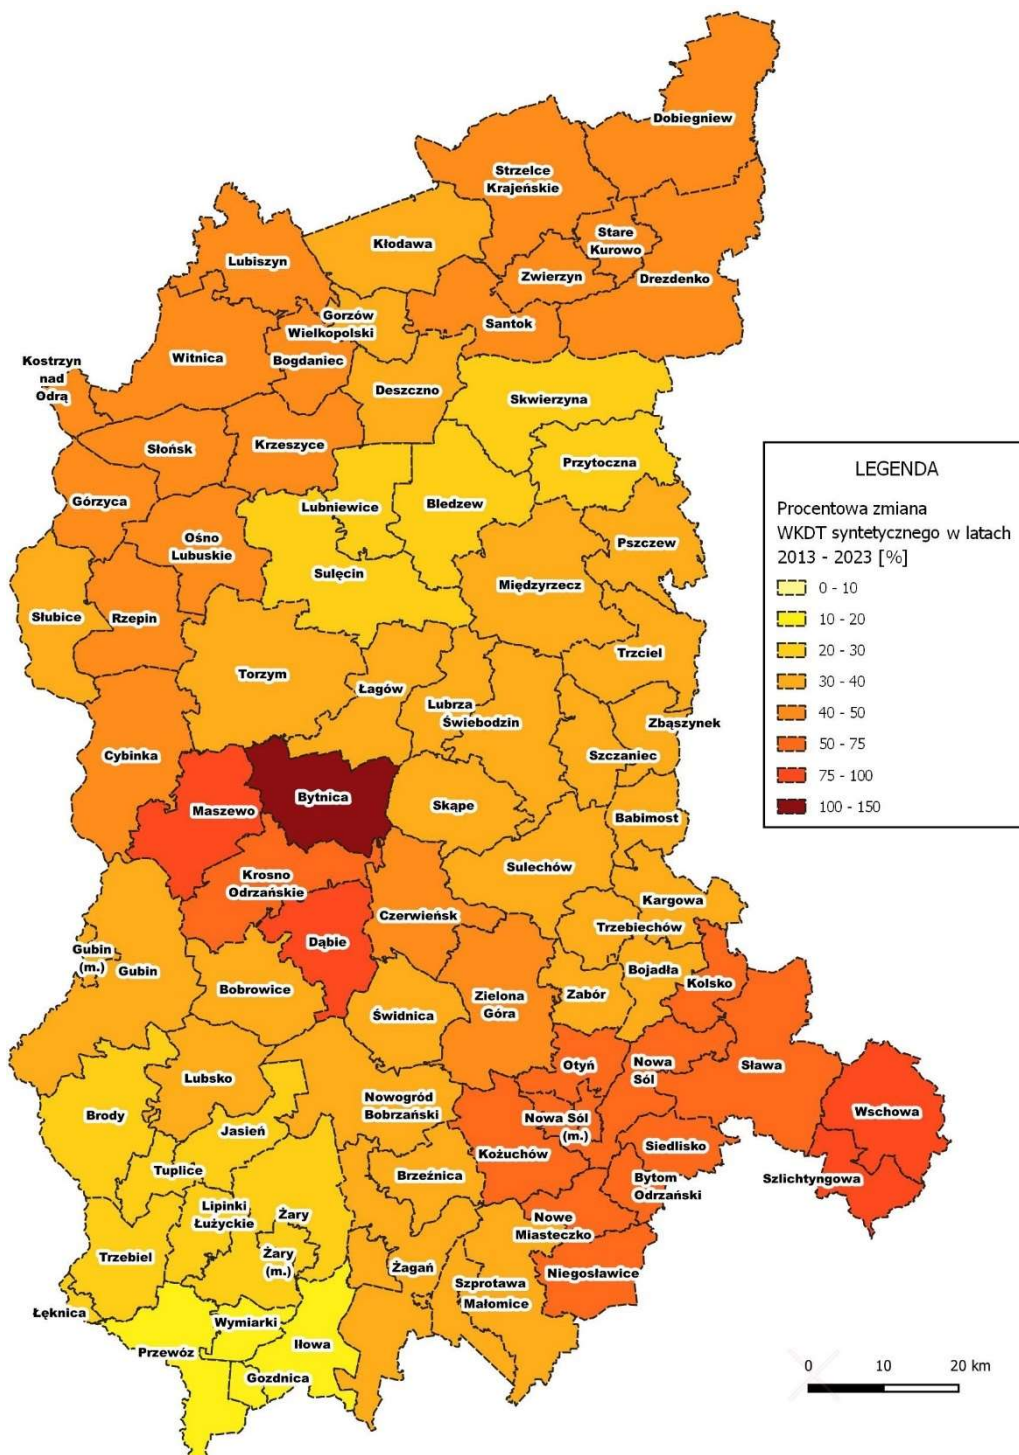 Dobiegniew
Strzelce
Krajeńskie
Stare
Kurowo
Kłodawa
Lubiszyn
Zwierzyn
Drezdenko
Gorzów
Wielkopolski
Santok
Witnica
Bogdaniec
Kostrzyn
nad
Odrą
Deszczno
Skwierzyna
Słońsk
Krzeszyce
Przytoczna
Górzyca
Lubniewice
Bledzew
Ośno
Lubuskie
Pszczew
Sulęcin
Międzyrzecz
Słubice
Rzepin
Trzciel
Torzym
Łagów
Lubrza
Świebodzin
Zbąszynek
Cybinka
Szczaniec
Bytnica
Maszewo
Skąpe
Babimost
Sulechów
Krosno
Odrzańskie
Kargowa
Czerwieńsk
Trzebiechów
Dąbie
Gubin
(m.)
Gubin
Bojadła
Kolsko
Bobrowice
Zielona
Góra
Zabór
Świdnica
Otyń
Nowa
Sól
Sława
Lubsko
Nowogród
Bobrzański
Brody
Wschowa
Jasień
Nowa Sól
(m.)
Siedlisko
Kożuchów
Tuplice
Brzeźnica
Bytom
Odrzański
Szlichtyngowa
Lipinki
Łużyckie
Żary
Nowe
Miasteczko
Trzebiel
Żary
(m.)
Żagań
Niegosławice
Szprotawa
Małomice
Łęknica
Wymiarki
Iłowa
Przewóz
Gozdnica
LEGENDA
Procentowa zmiana
WKDT syntetycznego w latach
2013 - 2023 [%]
0 - 10
10 - 20
20 - 30
30 - 40
40 - 50
50 - 75
75 - 100
100 - 150
0 10 20 km